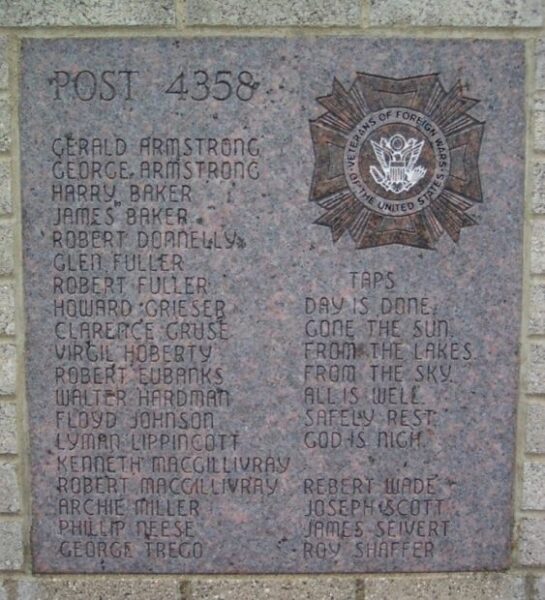 POST 4358
GERALD ARMSTRONG
GEORGE ARMSTRONG
HARRY BAKER
JAMES BAKER
ROBERT DONNELLY
GLEN FULLER
ROBERT FULLER
HOWARD GRIESER
CLARENCE GRUSE
VIRGIL HOBERTY
ROBERT EUBANKS
WALTER HARDMAN
FLOYD JOHNSON
LYMAN LIPPINCOTT
KENNETH MACGILLIVRAY
ROBERT MACGILLIVRAY
ARCHIE MILLER
PHILLIP NEESE
GEORGE TREGO
VETERANS OF FOREIGN WARS
OF THE UNITED STATES
TAPS
DAY IS DONE,
GONE THE SUN,
FROM THE LAKES
FROM THE SKY.
ALL IS WELL
SAFELY REST
GOD IS NIGH.
REBERT WADE
JOSEPH SCOTT
JAMES SEIVERT
ROY SHAFFER